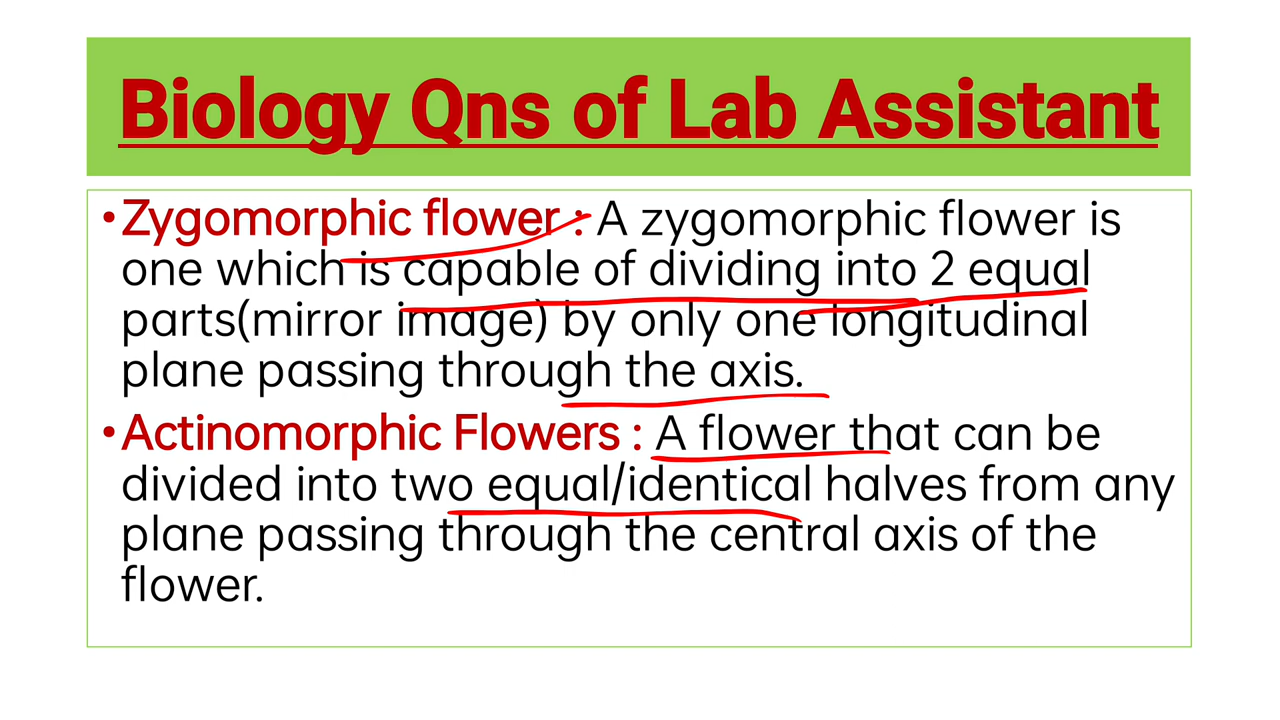 Biology Qns of Lab Assistant
•Zygomorphic flower : A zygomorphic flower is
one which is capable of dividing into 2 equal
parts(mirror image) by only one longitudinal
plane passing through the axis.
•Actinomorphic Flowers : A flower that can be
divided into two equal/identical halves from any
plane passing through the central axis of the
flower.